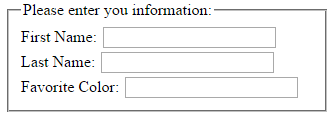 Please enter you information:
First Name:
Last Name:
Favorite Color: